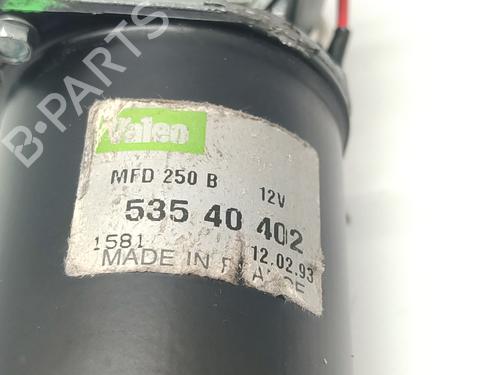 B-PARTS
Valeo
MFD 250 B 12V
535 40 402
1581 12.02.93
MADE IN FRANCE